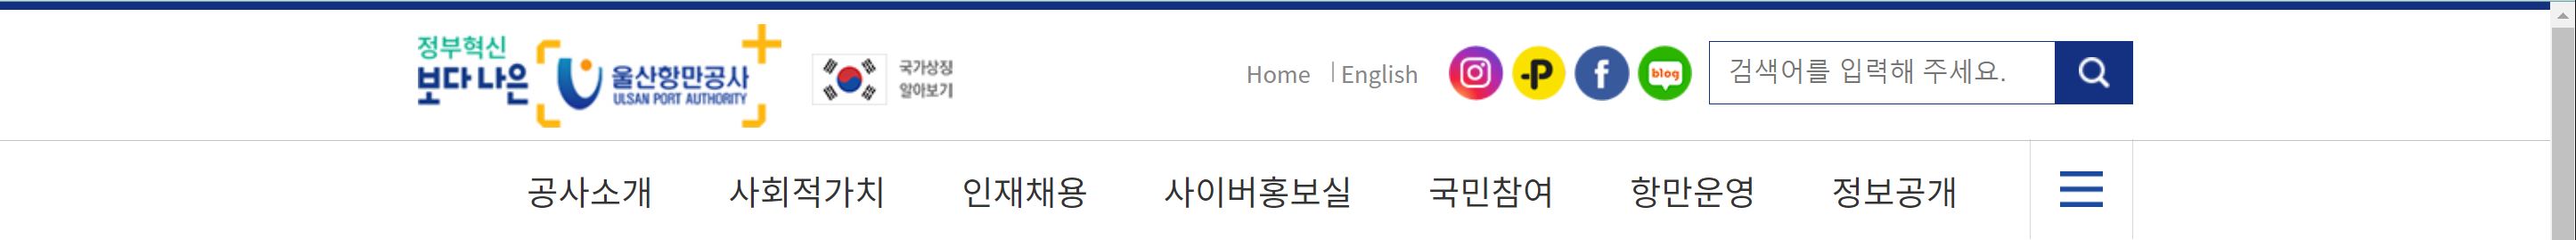 정부혁신
보다 나은
울산항만공사
ULSAN PORT AUTHORITY
국가상징
알아보기
Home | English
P
f
blog
검색어를 입력해 주세요.
공사소개 사회적가치 인재채용 사이버홍보실 국민참여 항만운영 정보공개